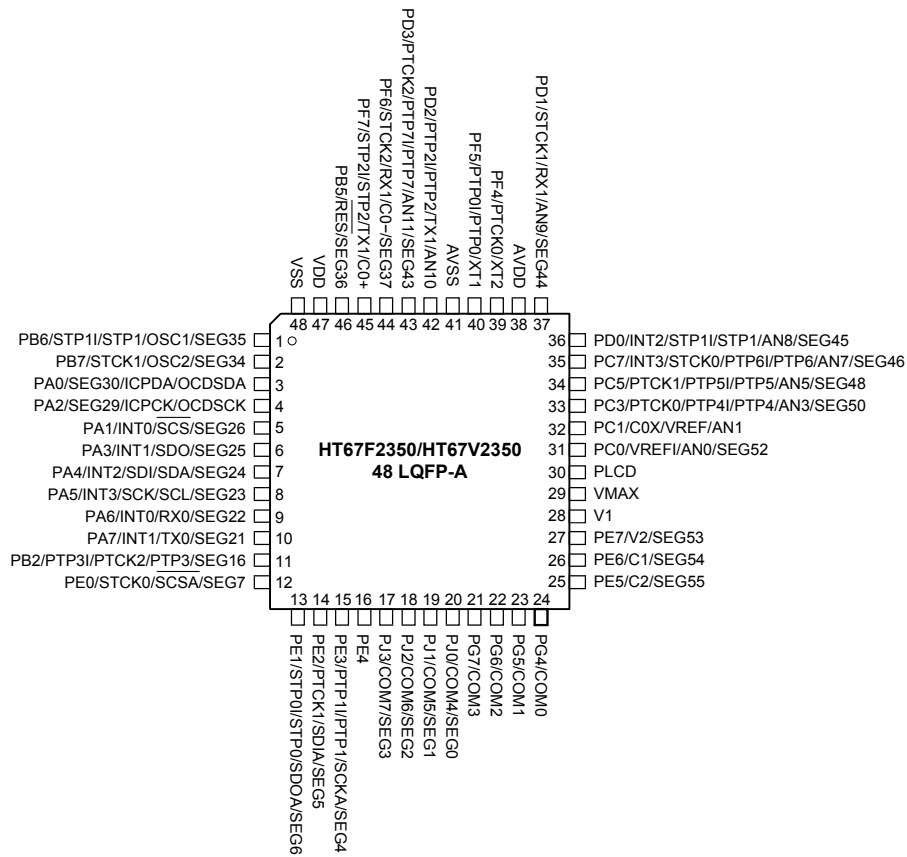 PD3/PTCK2/PTP7I/PTP7/AN11/SEG43
PF6/STCK2/RX1/C0−/SEG37
PF7/STP2I/STP2/TX1/C0+
PB5/RES/SEG36
VDD
VSS
PD2/PTP2I/PTP2/TX1/AN10
AVSS
PF5/PTP0I/PTP0/XT1
PF4/PTCK0/XT2
AVDD
PD1/STCK1/RX1/AN9/SEG44
48 47 46 45 44 43 42 41 40 39 38 37
PB6/STP1I/STP1/OSC1/SEG35 1
PB7/STCK1/OSC2/SEG34 2
PA0/SEG30/ICPDA/OCDSDA 3
PA2/SEG29/ICPCK/OCDSCK 4
PA1/INT0/SCS/SEG26 5
PA3/INT1/SDO/SEG25 6
PA4/INT2/SDI/SDA/SEG24 7
PA5/INT3/SCK/SCL/SEG23 8
PA6/INT0/RX0/SEG22 9
PA7/INT1/TX0/SEG21 10
PB2/PTP3I/PTCK2/PTP3/SEG16 11
PE0/STCK0/SCSA/SEG7 12
HT67F2350/HT67V2350
48 LQFP-A
36 PD0/INT2/STP1I/STP1/AN8/SEG45
35 PC7/INT3/STCK0/PTP6I/PTP6/AN7/SEG46
34 PC5/PTCK1/PTP5I/PTP5/AN5/SEG48
33 PC3/PTCK0/PTP4I/PTP4/AN3/SEG50
32 PC1/C0X/VREF/AN1
31 PC0/VREFI/AN0/SEG52
30 PLCD
29 VMAX
28 V1
27 PE7/V2/SEG53
26 PE6/C1/SEG54
25 PE5/C2/SEG55
13 14 15 16 17 18 19 20 21 22 23 24
PE1/STP0I/STP0/SDOA/SEG6
PE2/PTCK1/SDIA/SEG5
PE3/PTP1I/PTP1/SCKA/SEG4
PE4
PJ3/COM7/SEG3
PJ2/COM6/SEG2
PJ1/COM5/SEG1
PJ0/COM4/SEG0
PG7/COM3
PG6/COM2
PG5/COM1
PG4/COM0